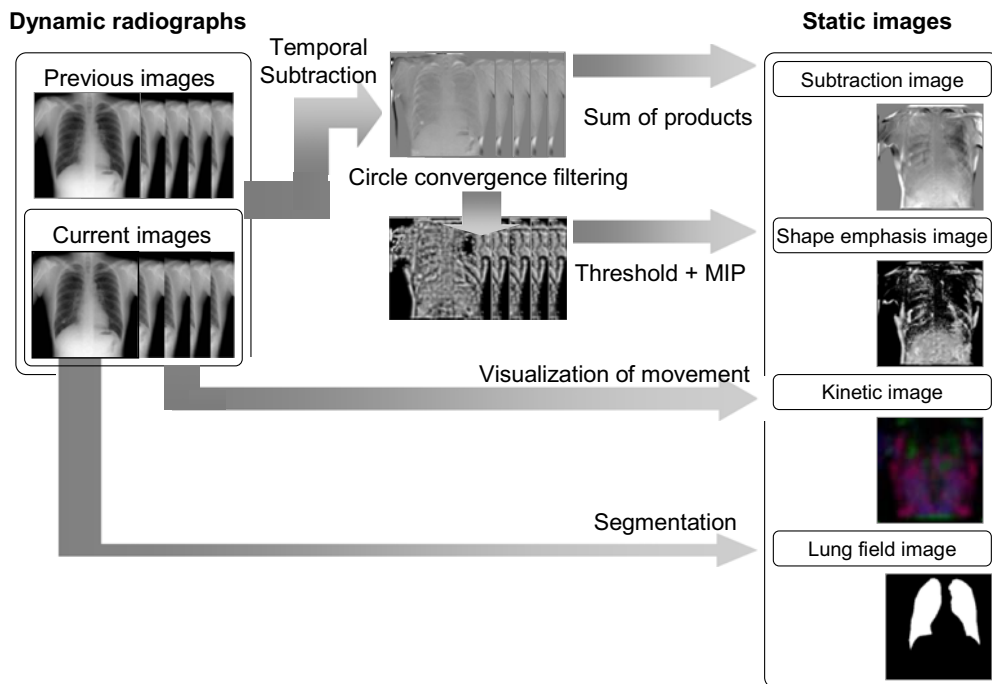 Dynamic radiographs
Static images
Previous images
Temporal
Subtraction
Subtraction image
Sum of products
Circle convergence filtering
Current images
Shape emphasis image
Threshold + MIP
Visualization of movement
Kinetic image
Segmentation
Lung field image